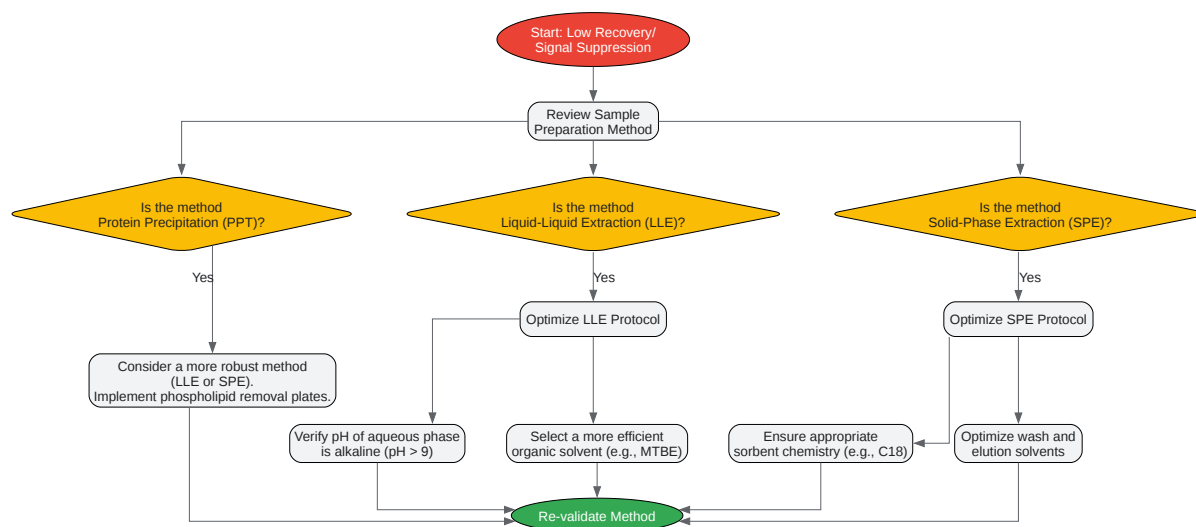 Start: Low Recovery/
Signal Suppression
Review Sample
Preparation Method
Is the method
Protein Precipitation (PPT)?
Is the method
Liquid-Liquid Extraction (LLE)?
Is the method
Solid-Phase Extraction (SPE)?
Yes
Yes
Yes
Optimize LLE Protocol
Optimize SPE Protocol
Consider a more robust method
(LLE or SPE).
Implement phospholipid removal plates.
Verify pH of aqueous phase
is alkaline (pH > 9)
Select a more efficient
organic solvent (e.g., MTBE)
Ensure appropriate
sorbent chemistry (e.g., C18)
Optimize wash and
elution solvents
Re-validate Method